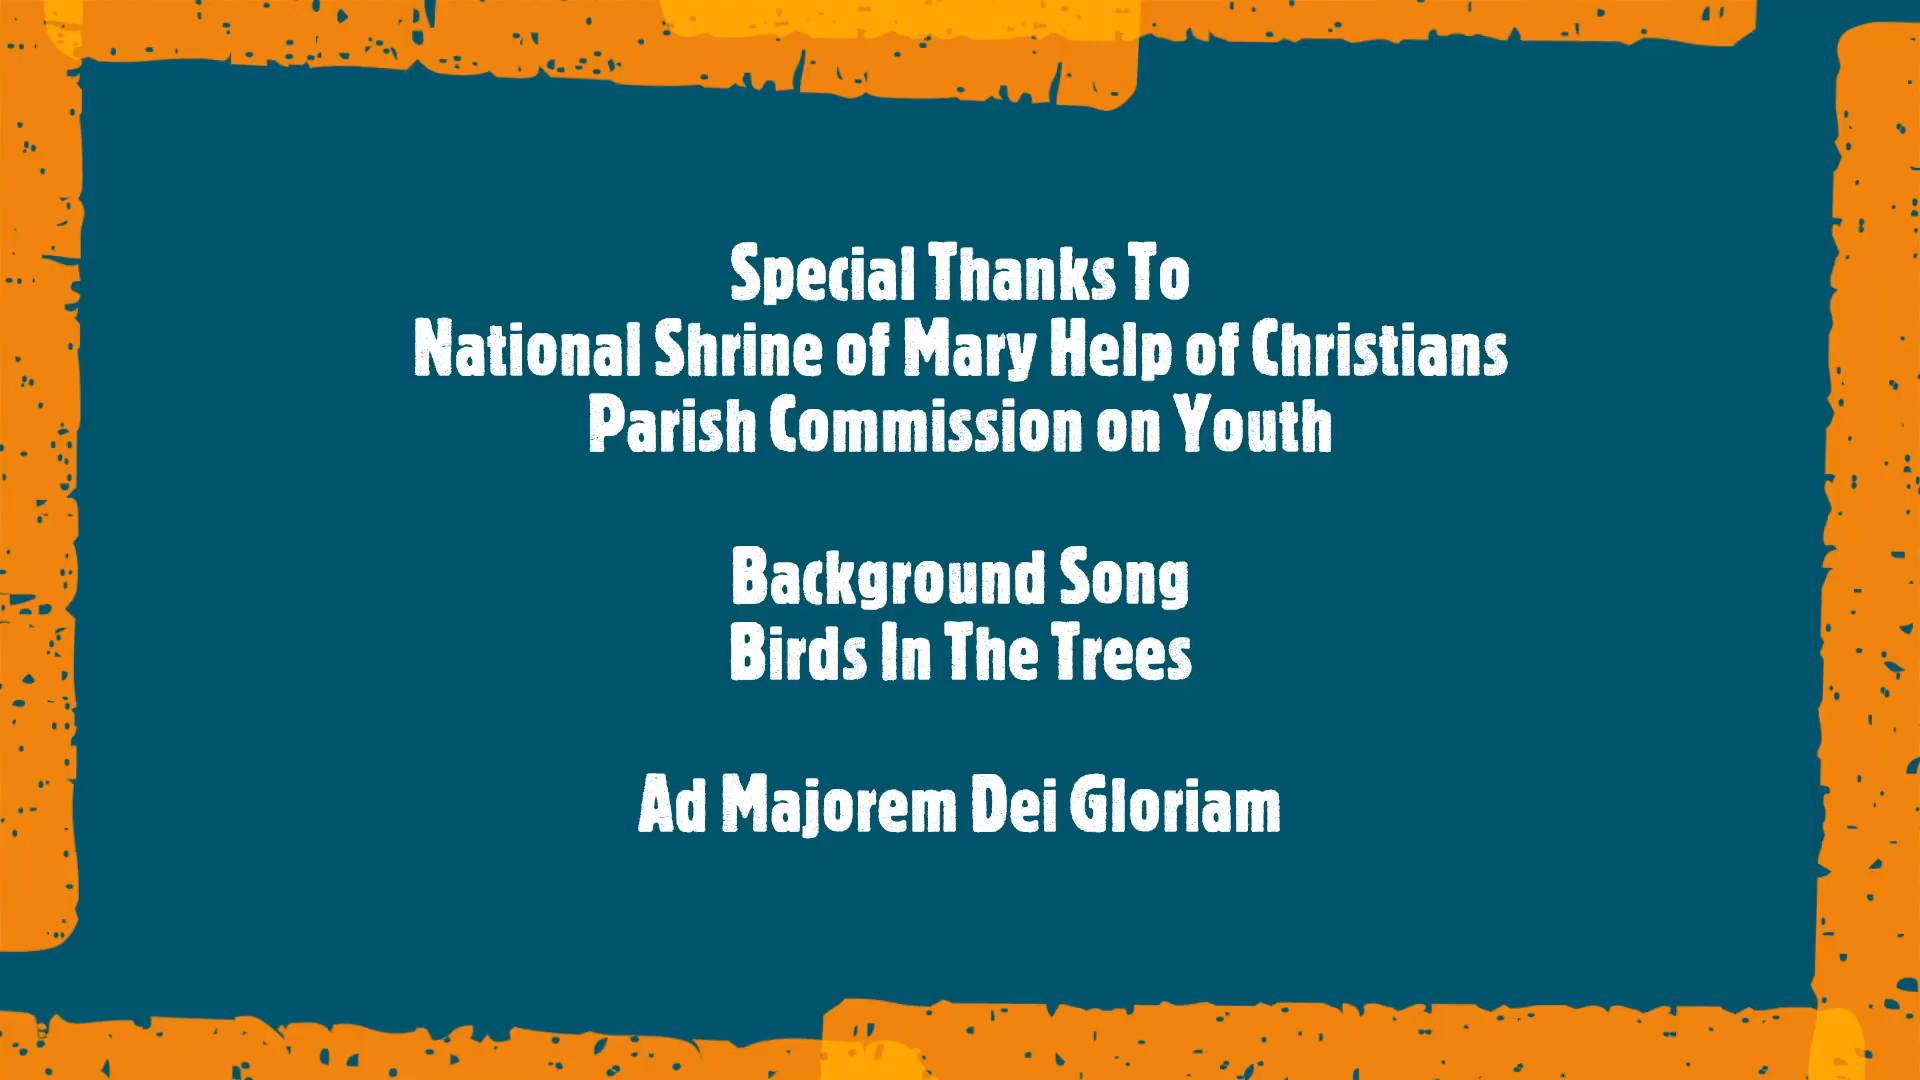 Special Thanks To
National Shrine of Mary Help of Christians
Parish Commission on Youth
Background Song
Birds In The Trees
Ad Majorem Dei Gloriam